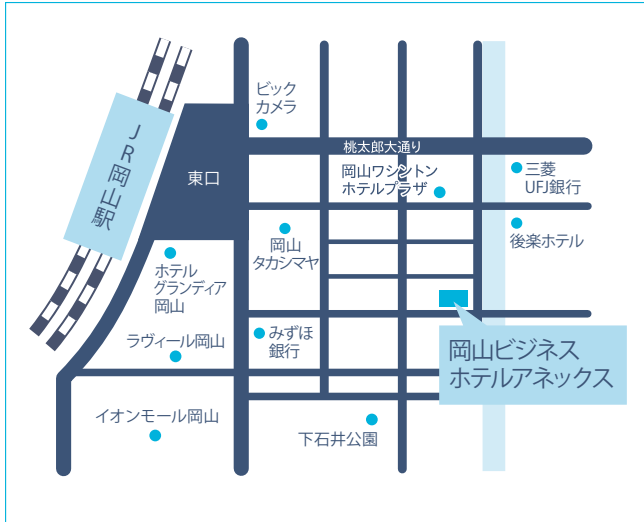 ビック
カメラ
JR岡山駅
東口
桃太郎大通り
岡山ワシントン
ホテルプラザ
三菱
UFJ銀行
岡山
タカシマヤ
後楽ホテル
ホテル
グランディア
岡山
ラヴィール岡山
みずほ
銀行
岡山ビジネス
ホテルアネックス
イオンモール岡山
下石井公園